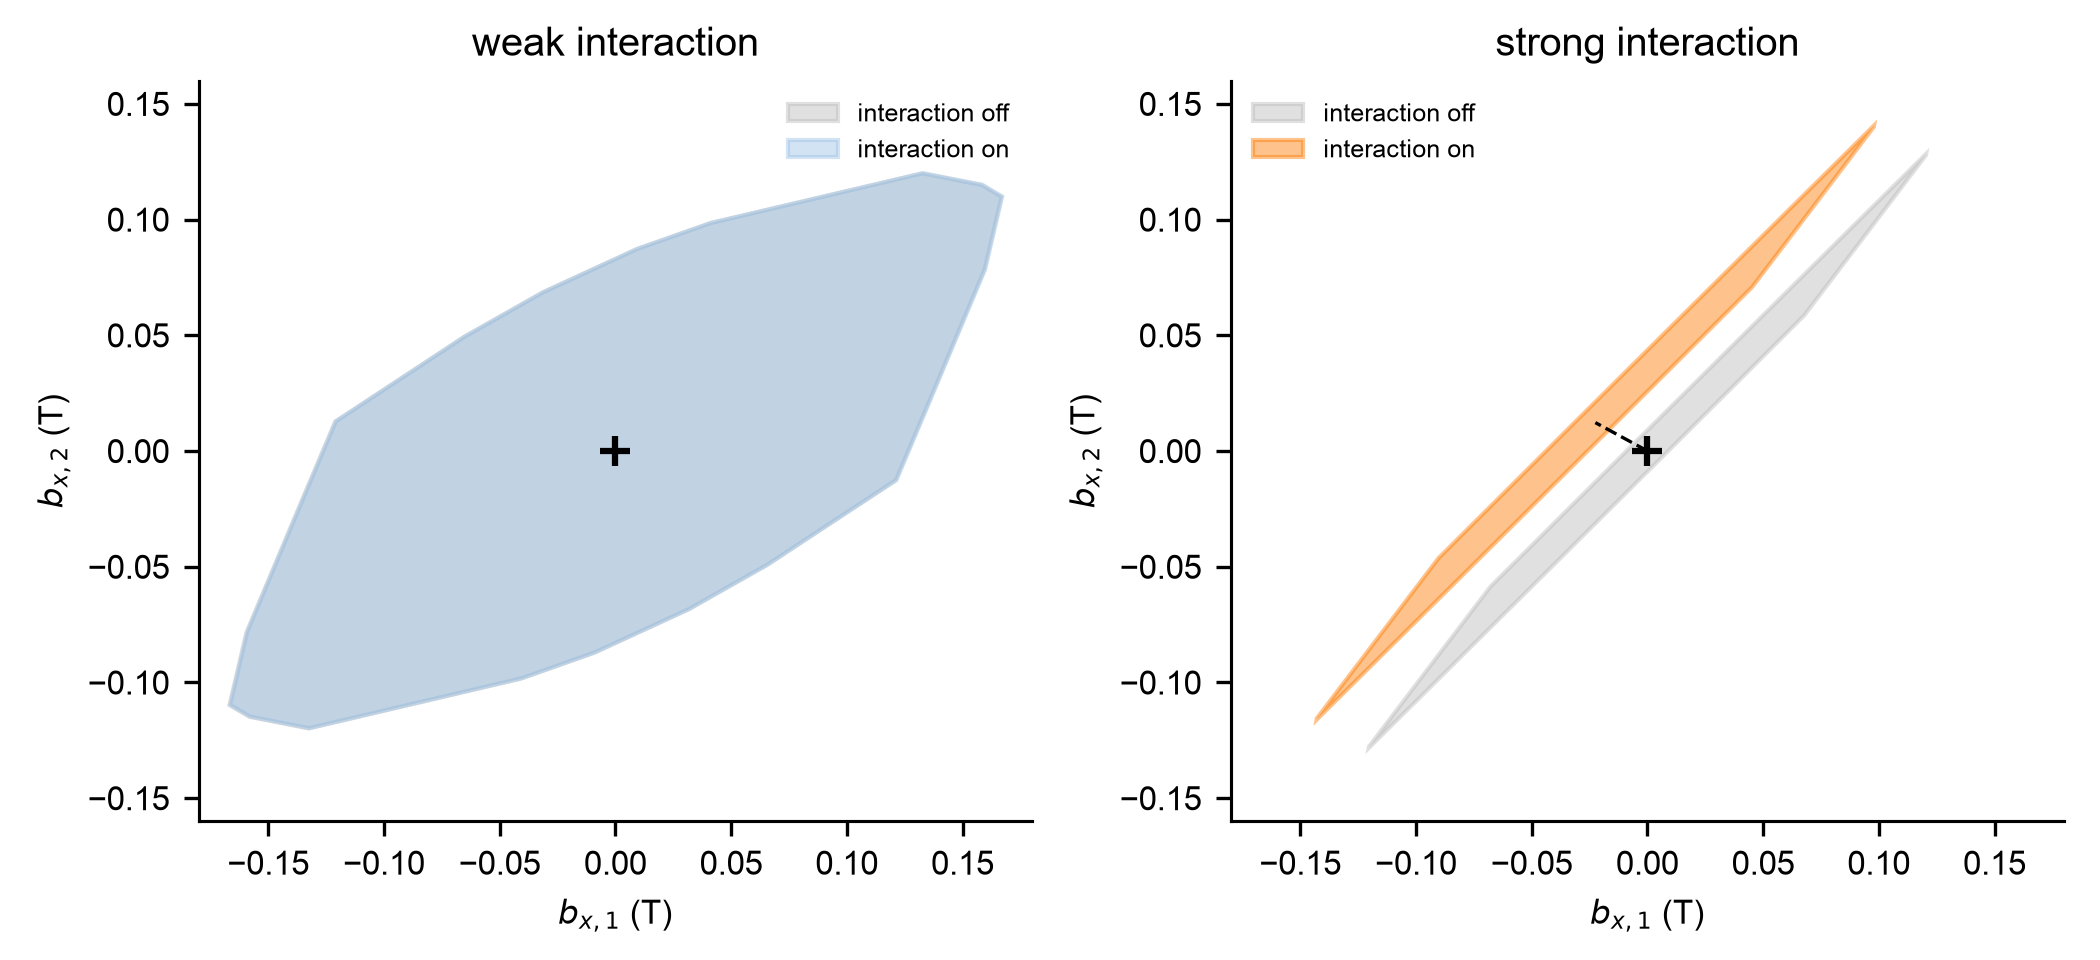 weak interaction
interaction off
interaction on
0.15
0.10
0.05
0.00
−0.05
−0.10
−0.15
b_{x, 2} (T)
−0.15 −0.10 −0.05 0.00 0.05 0.10 0.15
b_{x, 1} (T)
strong interaction
interaction off
interaction on
0.15
0.10
0.05
0.00
−0.05
−0.10
−0.15
b_{x, 2} (T)
−0.15 −0.10 −0.05 0.00 0.05 0.10 0.15
b_{x, 1} (T)